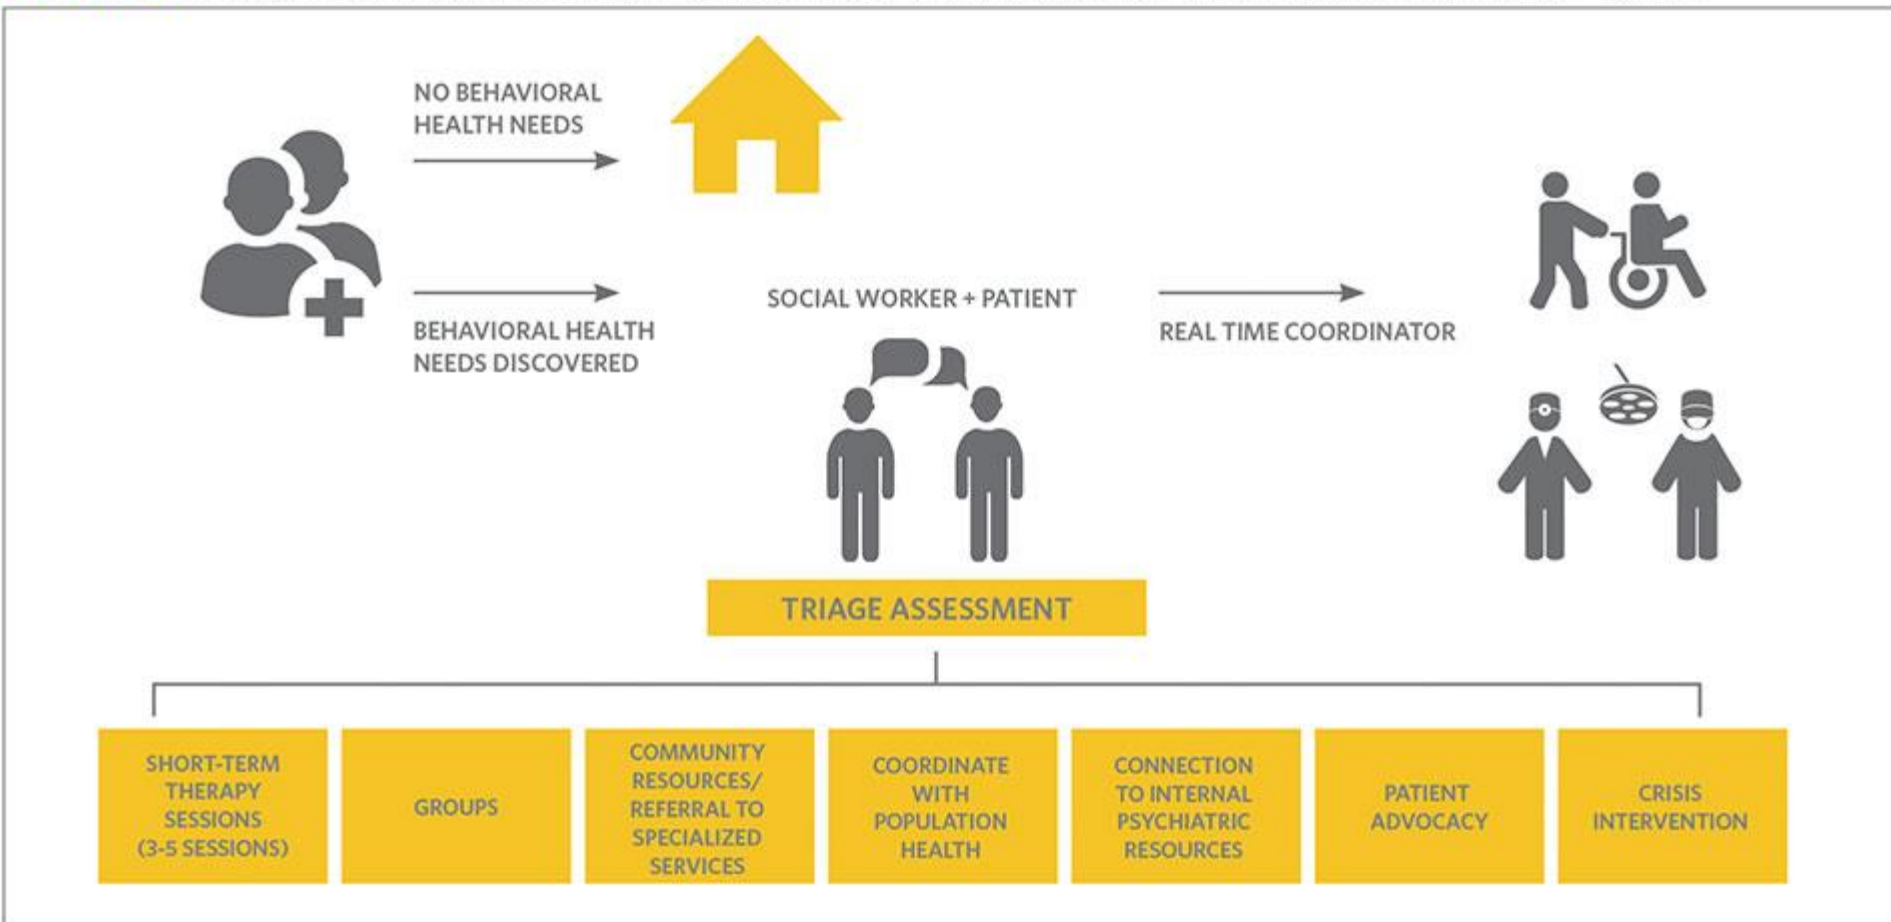 NO BEHAVIORAL
HEALTH NEEDS
BEHAVIORAL HEALTH
NEEDS DISCOVERED
SOCIAL WORKER + PATIENT
REAL TIME COORDINATOR
TRIAGE ASSESSMENT
SHORT-TERM
THERAPY
SESSIONS
(3-5 SESSIONS)
GROUPS
COMMUNITY
RESOURCES/
REFERRAL TO
SPECIALIZED
SERVICES
COORDINATE
WITH
POPULATION
HEALTH
CONNECTION
TO INTERNAL
PSYCHIATRIC
RESOURCES
PATIENT
ADVOCACY
CRISIS
INTERVENTION